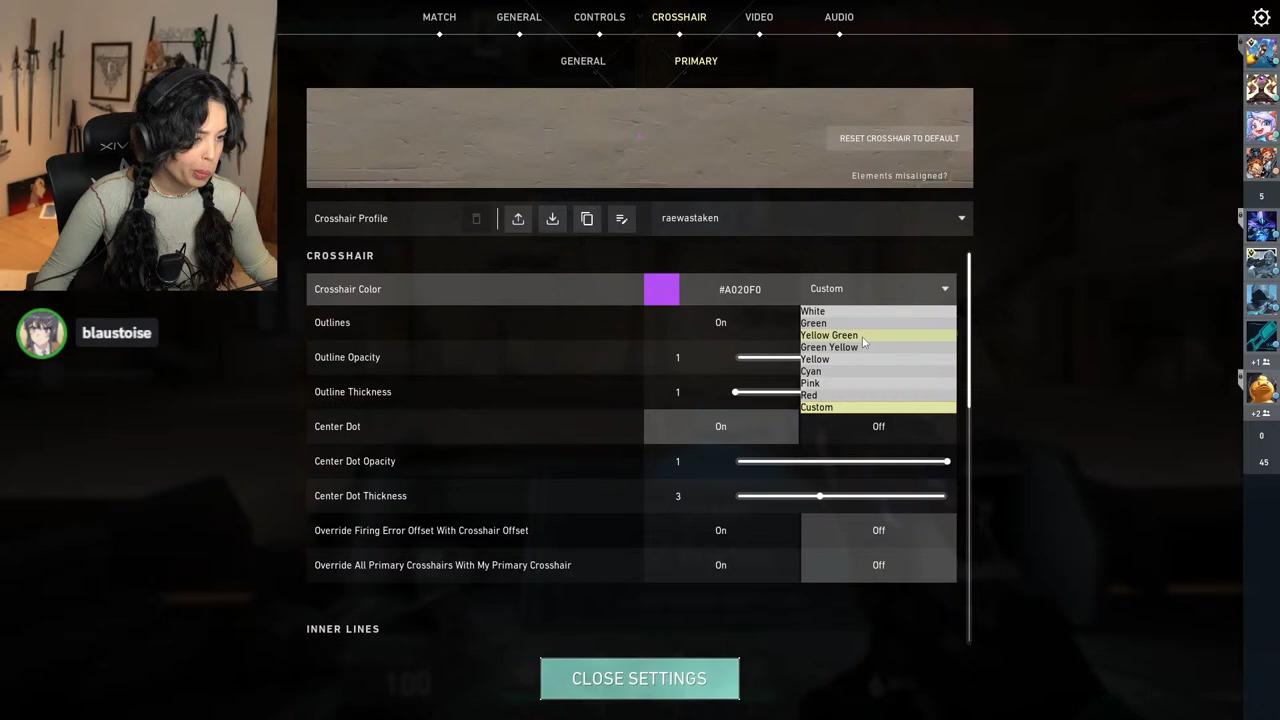 MATCH GENERAL CONTROLS CROSSHAIR VIDEO AUDIO
GENERAL PRIMARY
RESET CROSSHAIR TO DEFAULT
Elements misaligned?
Crosshair Profile raewastaken
CROSSHAIR
Crosshair Color #A020F0 Custom
White
Outlines On
Green
Yellow Green
Green Yellow
Outline Opacity 1
Yellow
Cyan
Pink
Outline Thickness 1
Red
Custom
Center Dot On Off
Center Dot Opacity 1
Center Dot Thickness 3
Override Firing Error Offset With Crosshair Offset On Off
Override All Primary Crosshairs With My Primary Crosshair On Off
INNER LINES
CLOSE SETTINGS
blaustoise
5
+1
+2
0
45
100